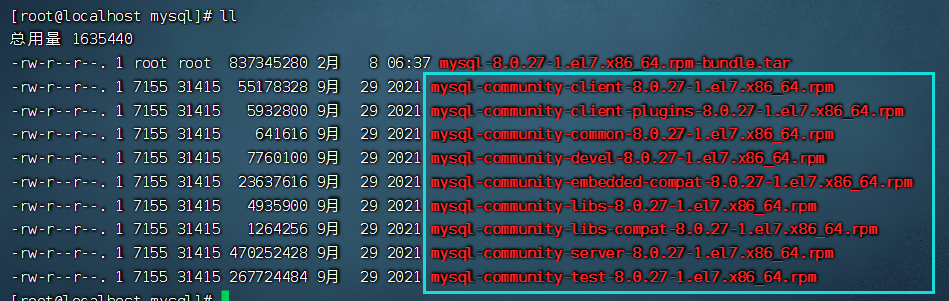 [root@localhost mysql]# ll
总用量 1635440
-rw-r--r--. 1 root root  837345280 2月   8 06:37 mysql-8.0.27-1.el7.x86_64.rpm-bundle.tar
-rw-r--r--. 1 7155 31415  55178328 9月  29 2021 mysql-community-client-8.0.27-1.el7.x86_64.rpm
-rw-r--r--. 1 7155 31415   5932800 9月  29 2021 mysql-community-client-plugins-8.0.27-1.el7.x86_64.rpm
-rw-r--r--. 1 7155 31415    641616 9月  29 2021 mysql-community-common-8.0.27-1.el7.x86_64.rpm
-rw-r--r--. 1 7155 31415   7760100 9月  29 2021 mysql-community-devel-8.0.27-1.el7.x86_64.rpm
-rw-r--r--. 1 7155 31415  23637616 9月  29 2021 mysql-community-embedded-compat-8.0.27-1.el7.x86_64.rpm
-rw-r--r--. 1 7155 31415   4935900 9月  29 2021 mysql-community-libs-8.0.27-1.el7.x86_64.rpm
-rw-r--r--. 1 7155 31415   1264256 9月  29 2021 mysql-community-libs-compat-8.0.27-1.el7.x86_64.rpm
-rw-r--r--. 1 7155 31415 470252428 9月  29 2021 mysql-community-server-8.0.27-1.el7.x86_64.rpm
-rw-r--r--. 1 7155 31415 267724484 9月  29 2021 mysql-community-test-8.0.27-1.el7.x86_64.rpm
[root@localhost mysql]#